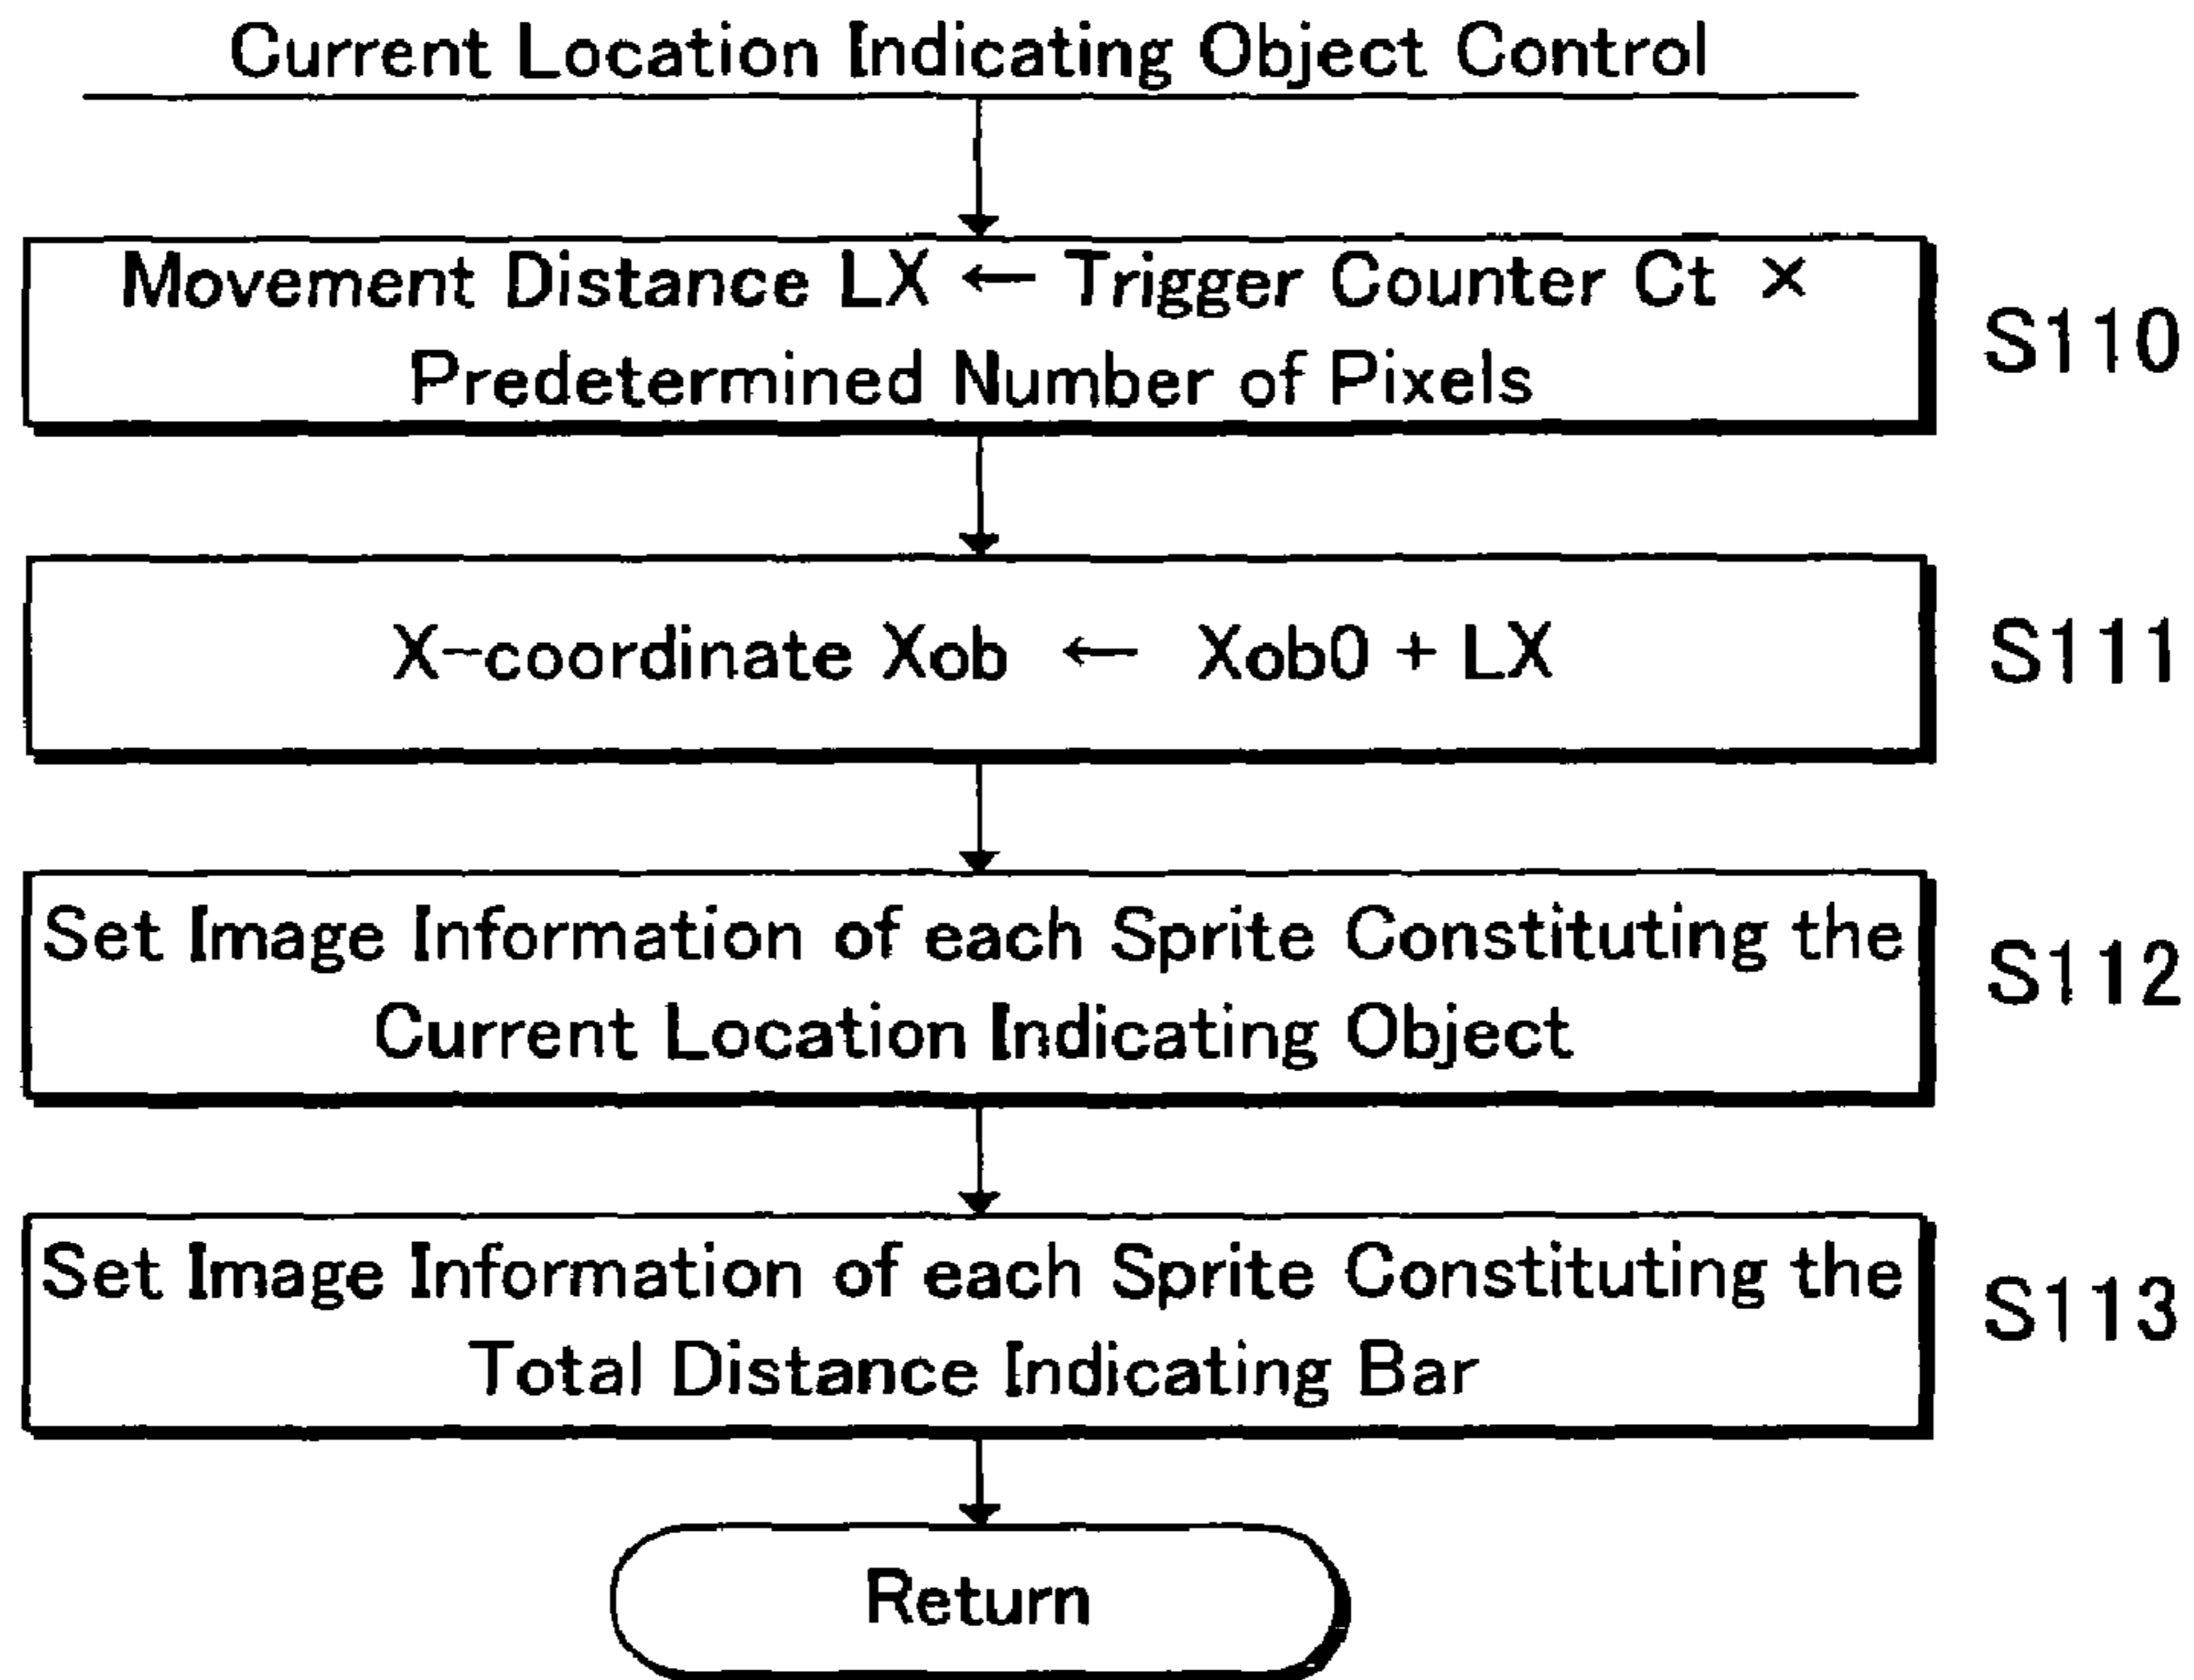 Current Location Indicating Object Control
Movement Distance LX ← Trigger Counter Ct ×
Predetermined Number of Pixels
S110
X-coordinate Xob ← Xob0 + LX
S111
Set Image Information of each Sprite Constituting the
Current Location Indicating Object
S112
Set Image Information of each Sprite Constituting the
Total Distance Indicating Bar
S113
Return